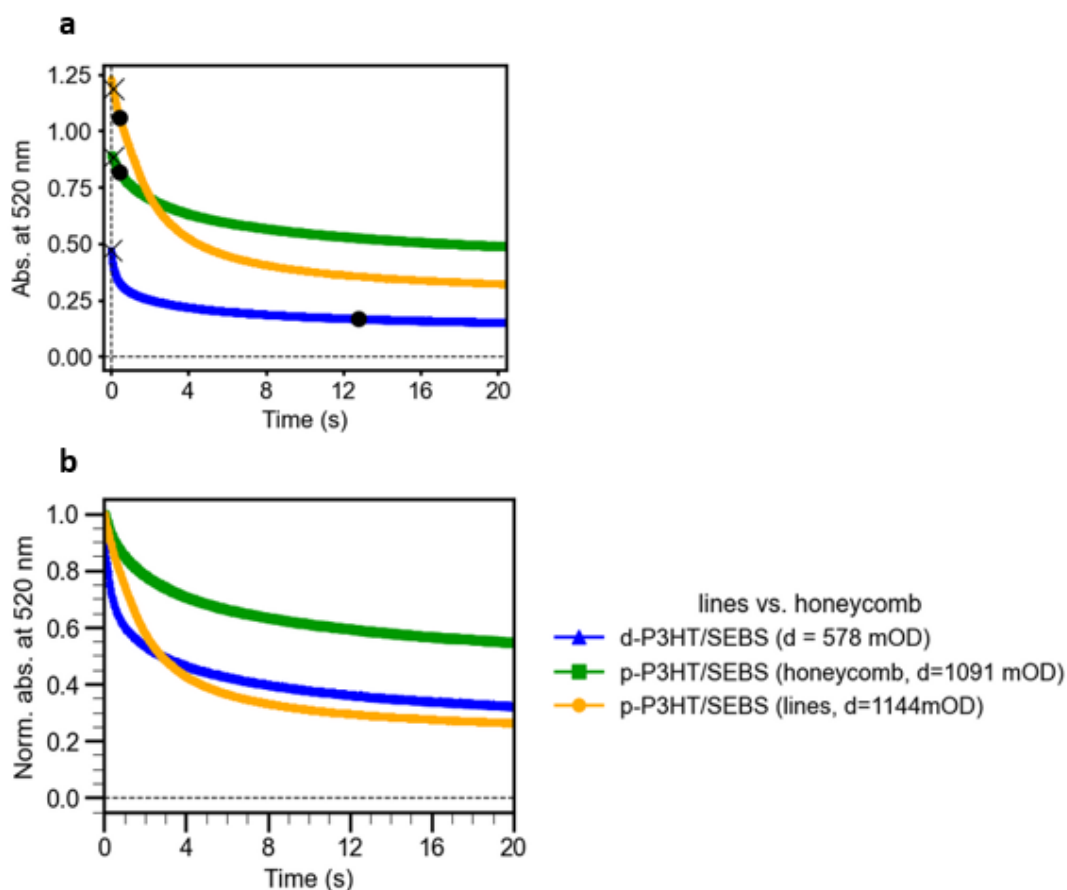 a
1.25
1.00
0.75
0.50
0.25
0.00
Abs. at 520 nm
0 4 8 12 16 20
Time (s)
b
1.0
0.8
0.6
0.4
0.2
0.0
Norm. abs. at 520 nm
0 4 8 12 16 20
Time (s)
lines vs. honeycomb
d-P3HT/SEBS (d = 578 mOD)
p-P3HT/SEBS (honeycomb, d=1091 mOD)
p-P3HT/SEBS (lines, d=1144mOD)